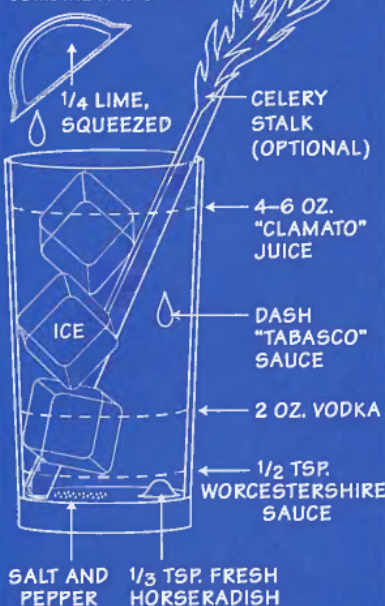 1/4 LIME,
SQUEEZED
CELERY
STALK
(OPTIONAL)
4–6 OZ.
"CLAMATO"
JUICE
ICE
DASH
"TABASCO"
SAUCE
2 OZ. VODKA
1/2 TSP.
WORCESTERSHIRE
SAUCE
SALT AND
PEPPER
1/3 TSP. FRESH
HORSERADISH